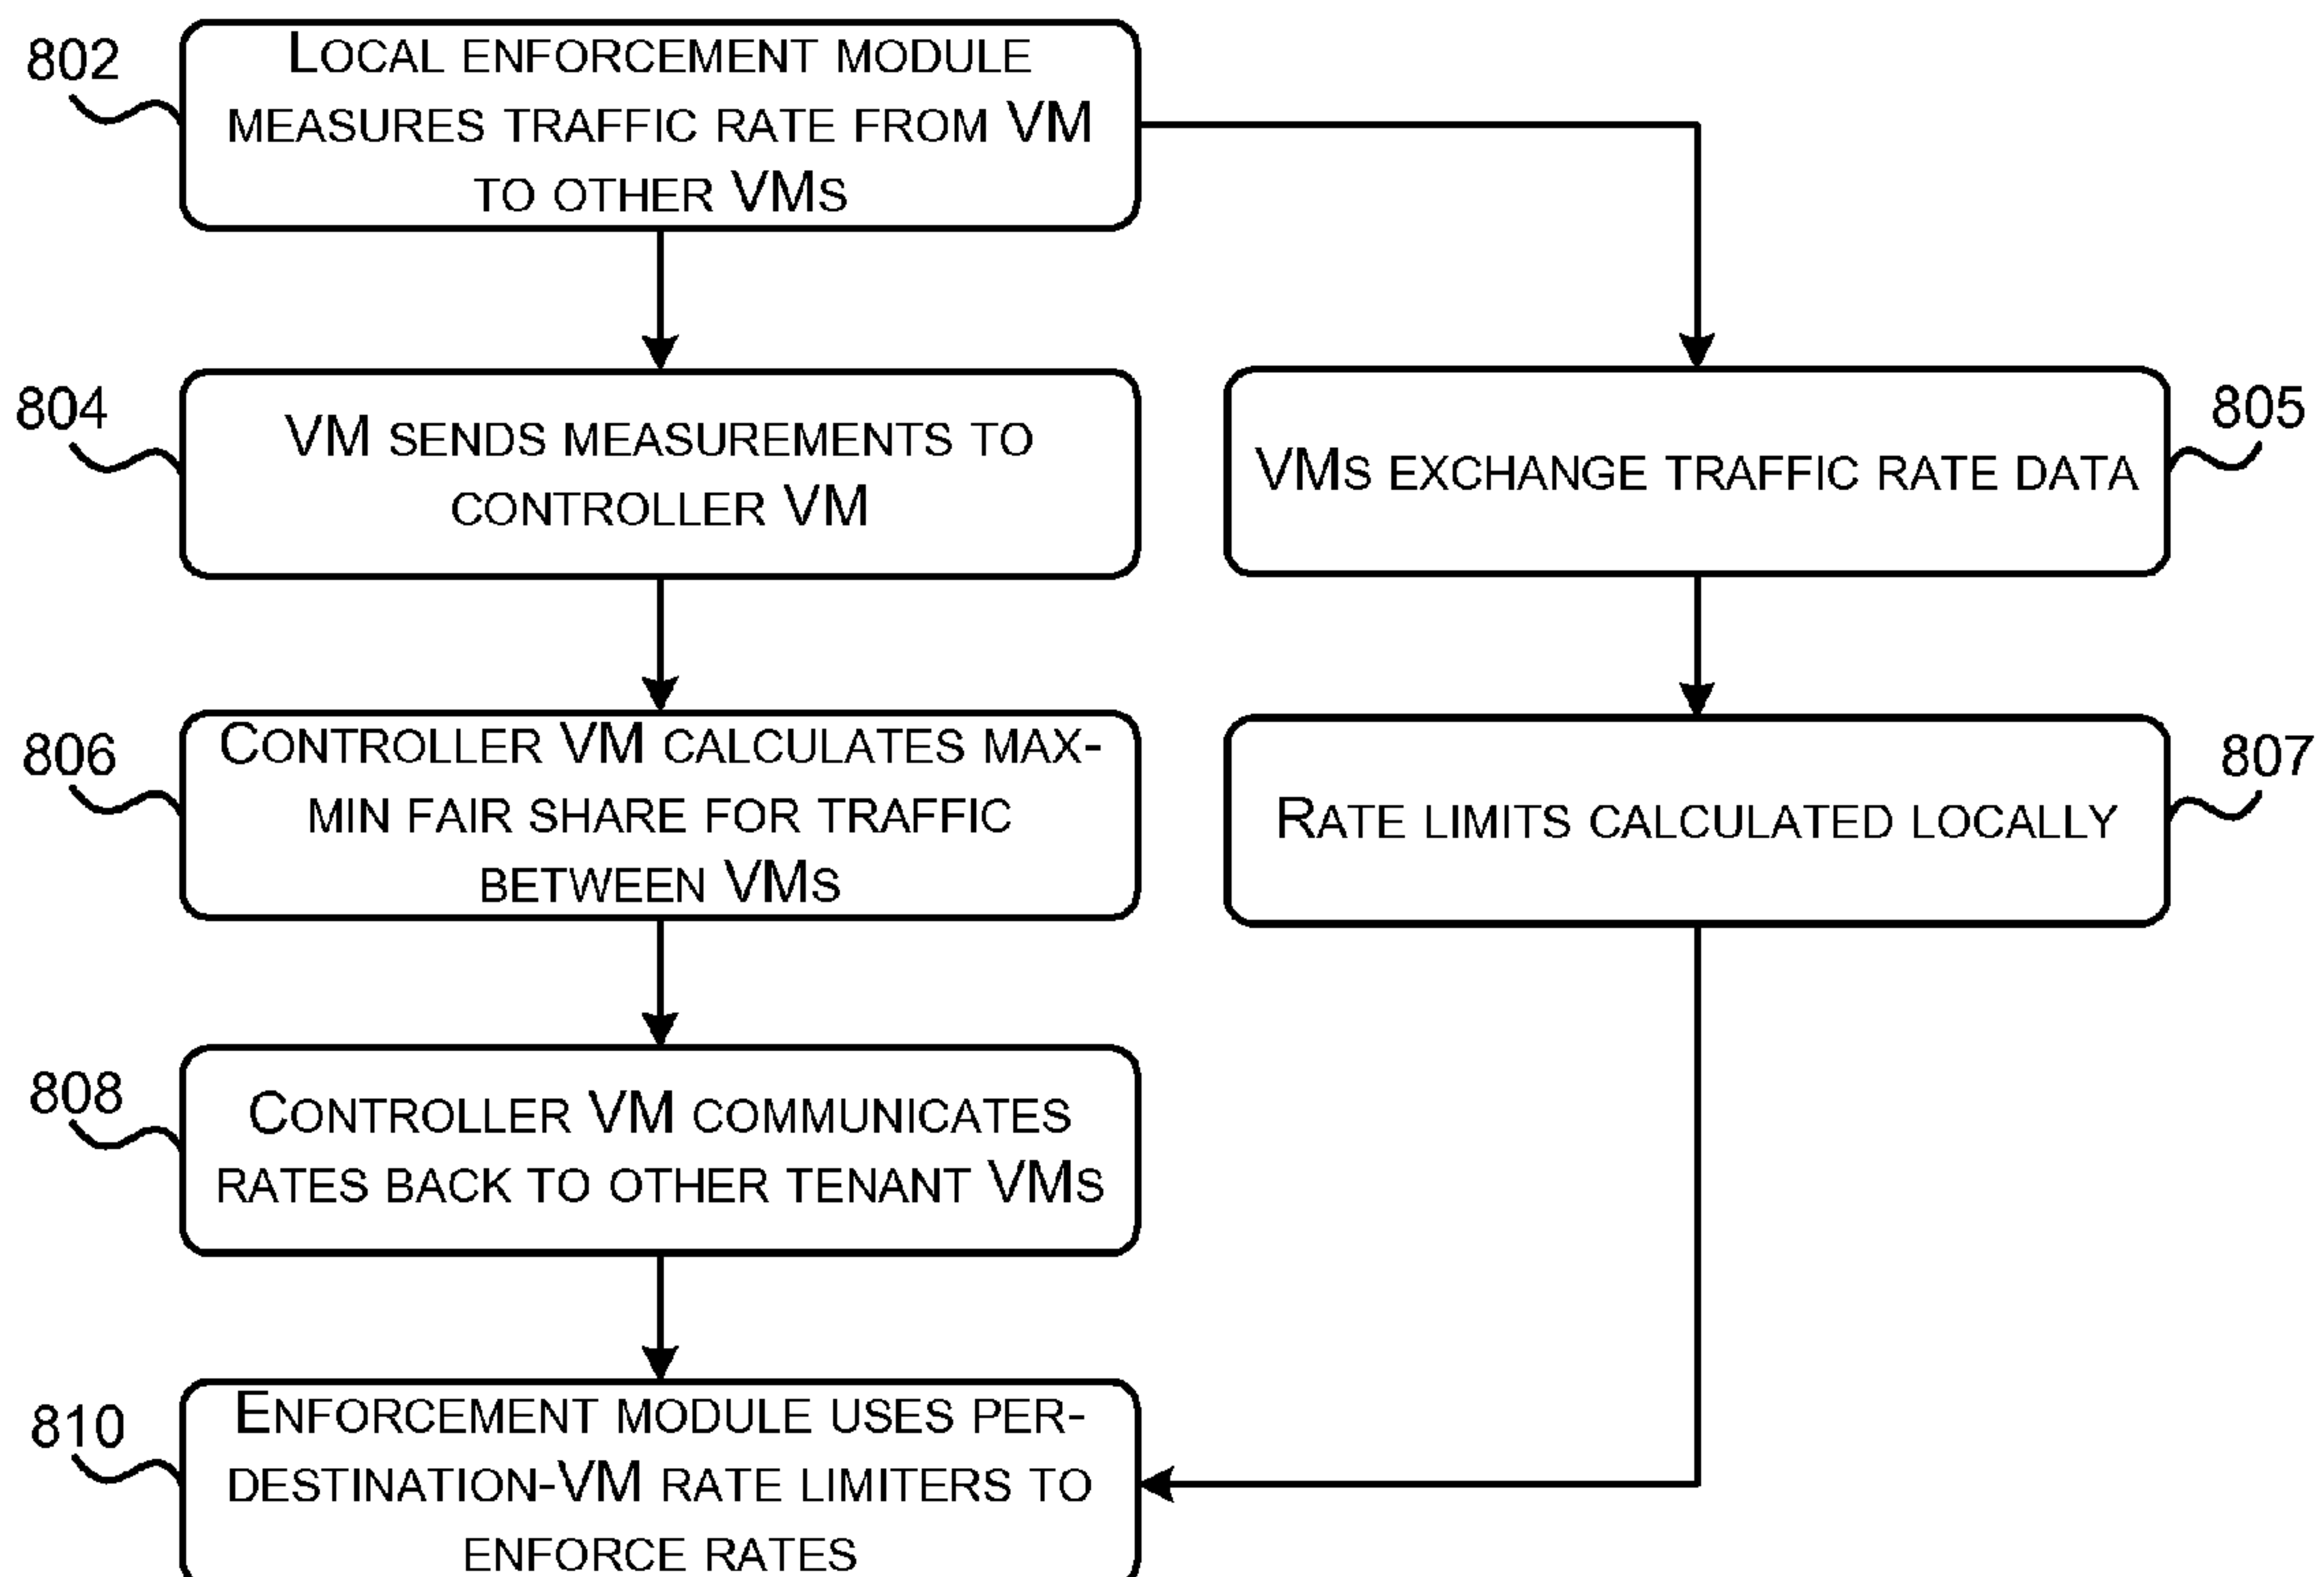 802
LOCAL ENFORCEMENT MODULE
MEASURES TRAFFIC RATE FROM VM
TO OTHER VMS
804
VM SENDS MEASUREMENTS TO
CONTROLLER VM
VMS EXCHANGE TRAFFIC RATE DATA
805
806
CONTROLLER VM CALCULATES MAX-
MIN FAIR SHARE FOR TRAFFIC
BETWEEN VMS
RATE LIMITS CALCULATED LOCALLY
807
808
CONTROLLER VM COMMUNICATES
RATES BACK TO OTHER TENANT VMS
810
ENFORCEMENT MODULE USES PER-
DESTINATION-VM RATE LIMITERS TO
ENFORCE RATES